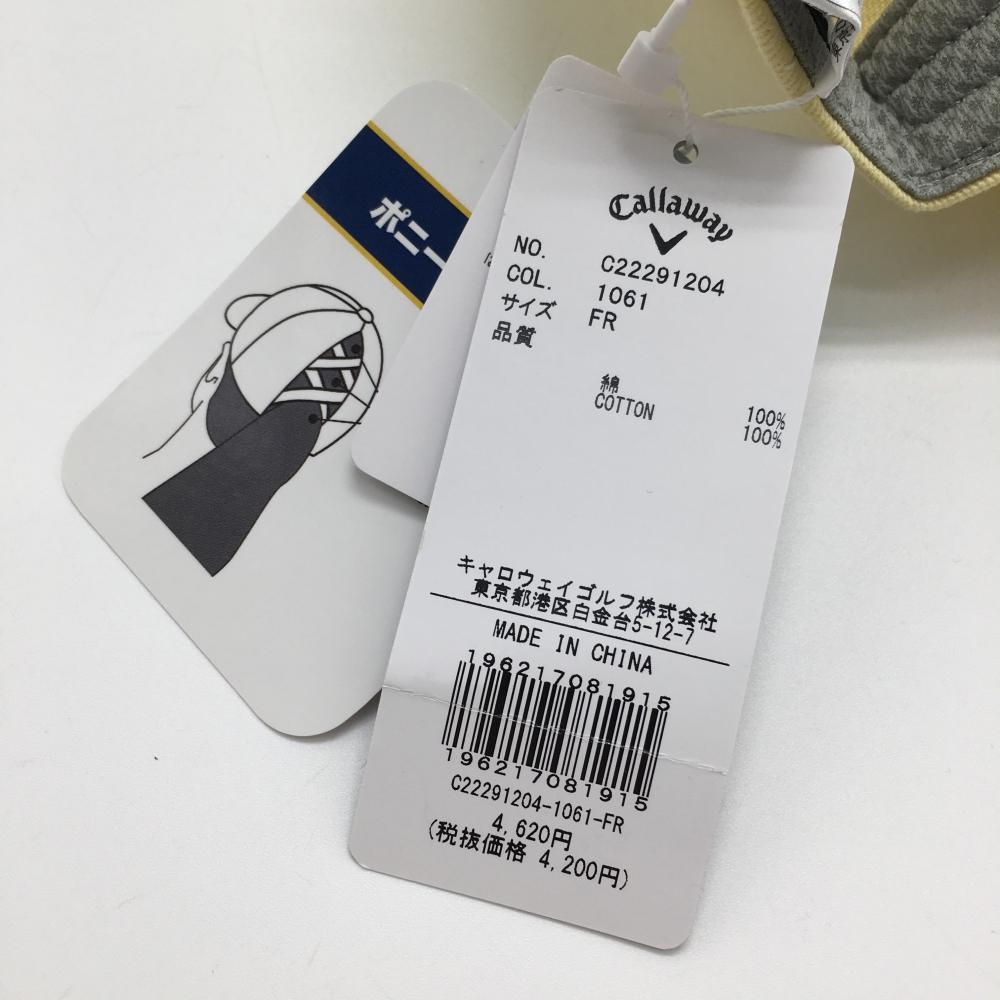 ポニー
Callaway
NO. C22291204
COL. 1061
サイズ FR
品質
綿 100%
COTTON 100%
キャロウェイゴルフ株式会社
東京都港区白金台5-12-7
MADE IN CHINA
196217081915
196217081915
C22291204-1061-FR
4,620円
(税抜価格 4,200円)